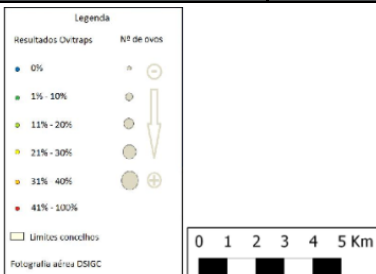 Legenda
Resultados Ovitraps Nº de ovos
0%
1% - 10%
11% - 20%
21% - 30%
31% - 40%
41% - 100%
Limites concelhos
Fotografia aérea DSIGC
0 1 2 3 4 5 Km